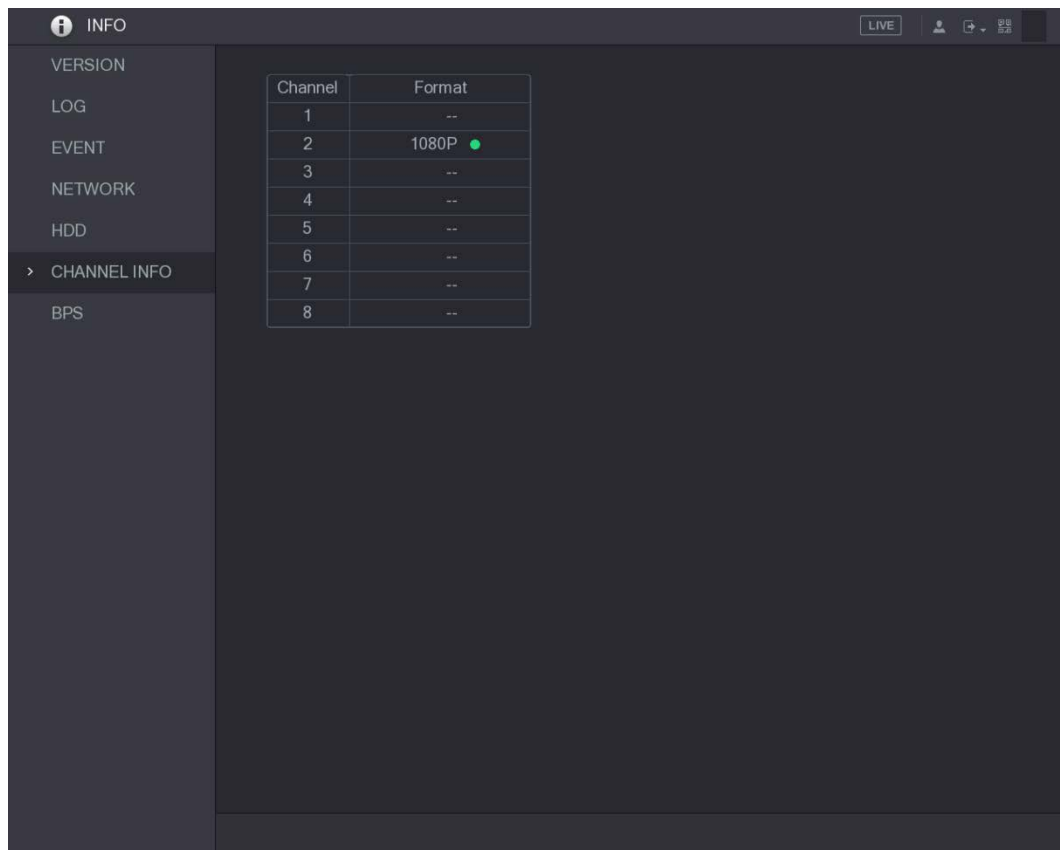 INFO
LIVE
VERSION
LOG
EVENT
NETWORK
HDD
CHANNEL INFO
BPS
Channel Format
1 --
2 1080P
3 --
4 --
5 --
6 --
7 --
8 --